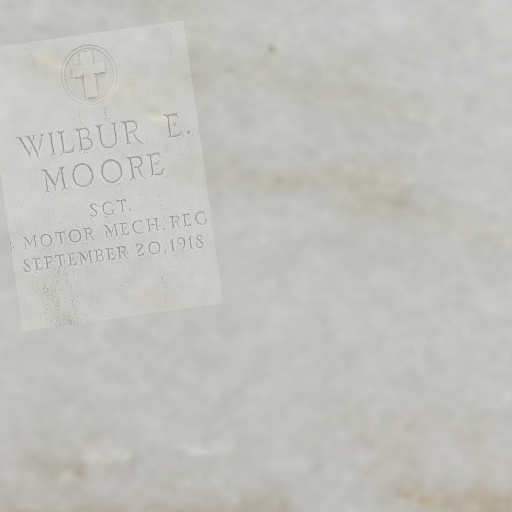 WILBUR E.
MOORE
SGT.
MOTOR MECH. REG
SEPTEMBER 20, 1918